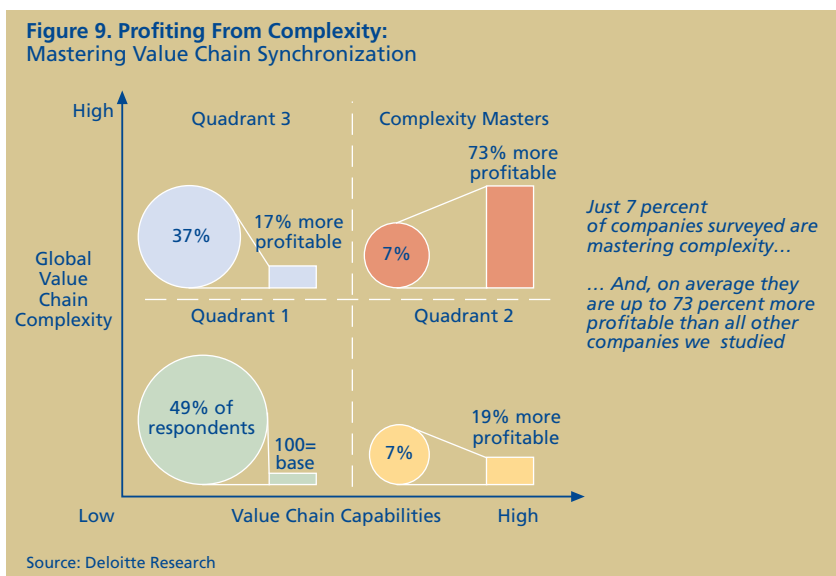 Figure 9. Profiting From Complexity:
Mastering Value Chain Synchronization
High
Quadrant 3
Complexity Masters
73% more
profitable
37%
17% more
profitable
7%
Just 7 percent
of companies surveyed are
mastering complexity…
… And, on average they
are up to 73 percent more
profitable than all other
companies we studied
Global
Value
Chain
Complexity
Quadrant 1
Quadrant 2
49% of
respondents
100=
base
7%
19% more
profitable
Low
Value Chain Capabilities
High
Source: Deloitte Research